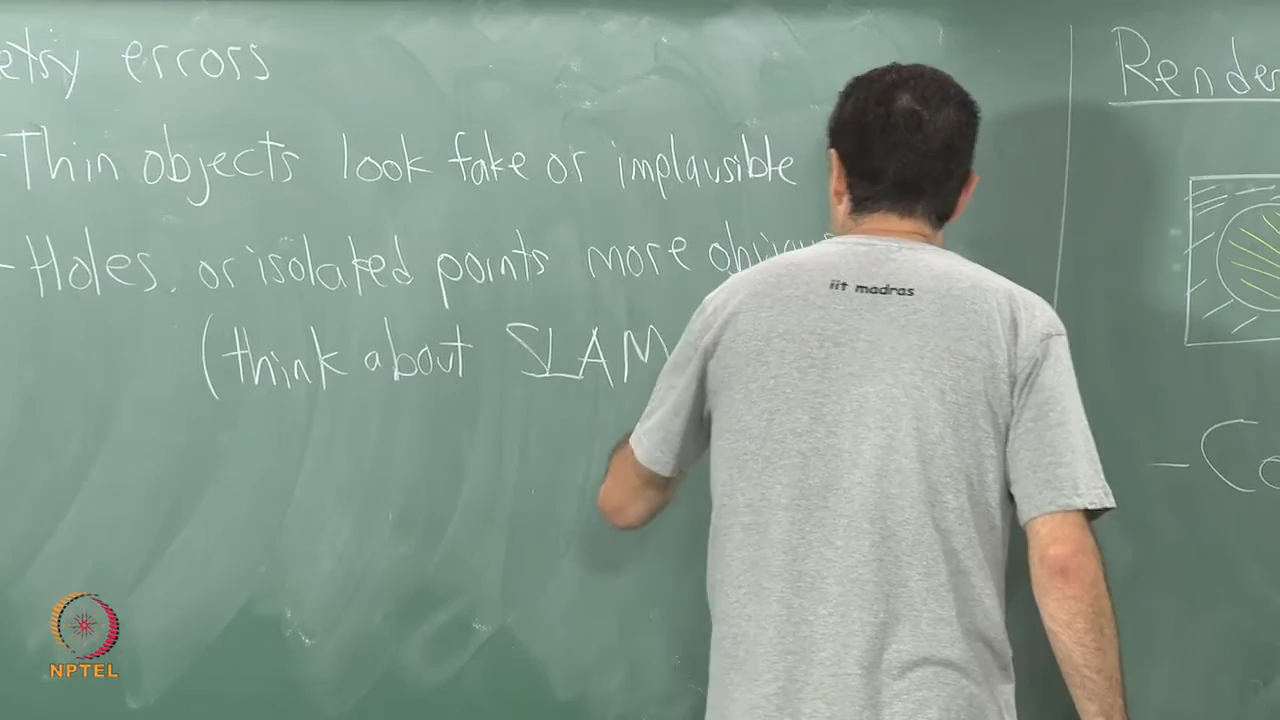 etsy errors
-Thin objects look fake or implausible
- Holes, or isolated points more
(think about SLAM
Render
- Co
iit madras
NPTEL